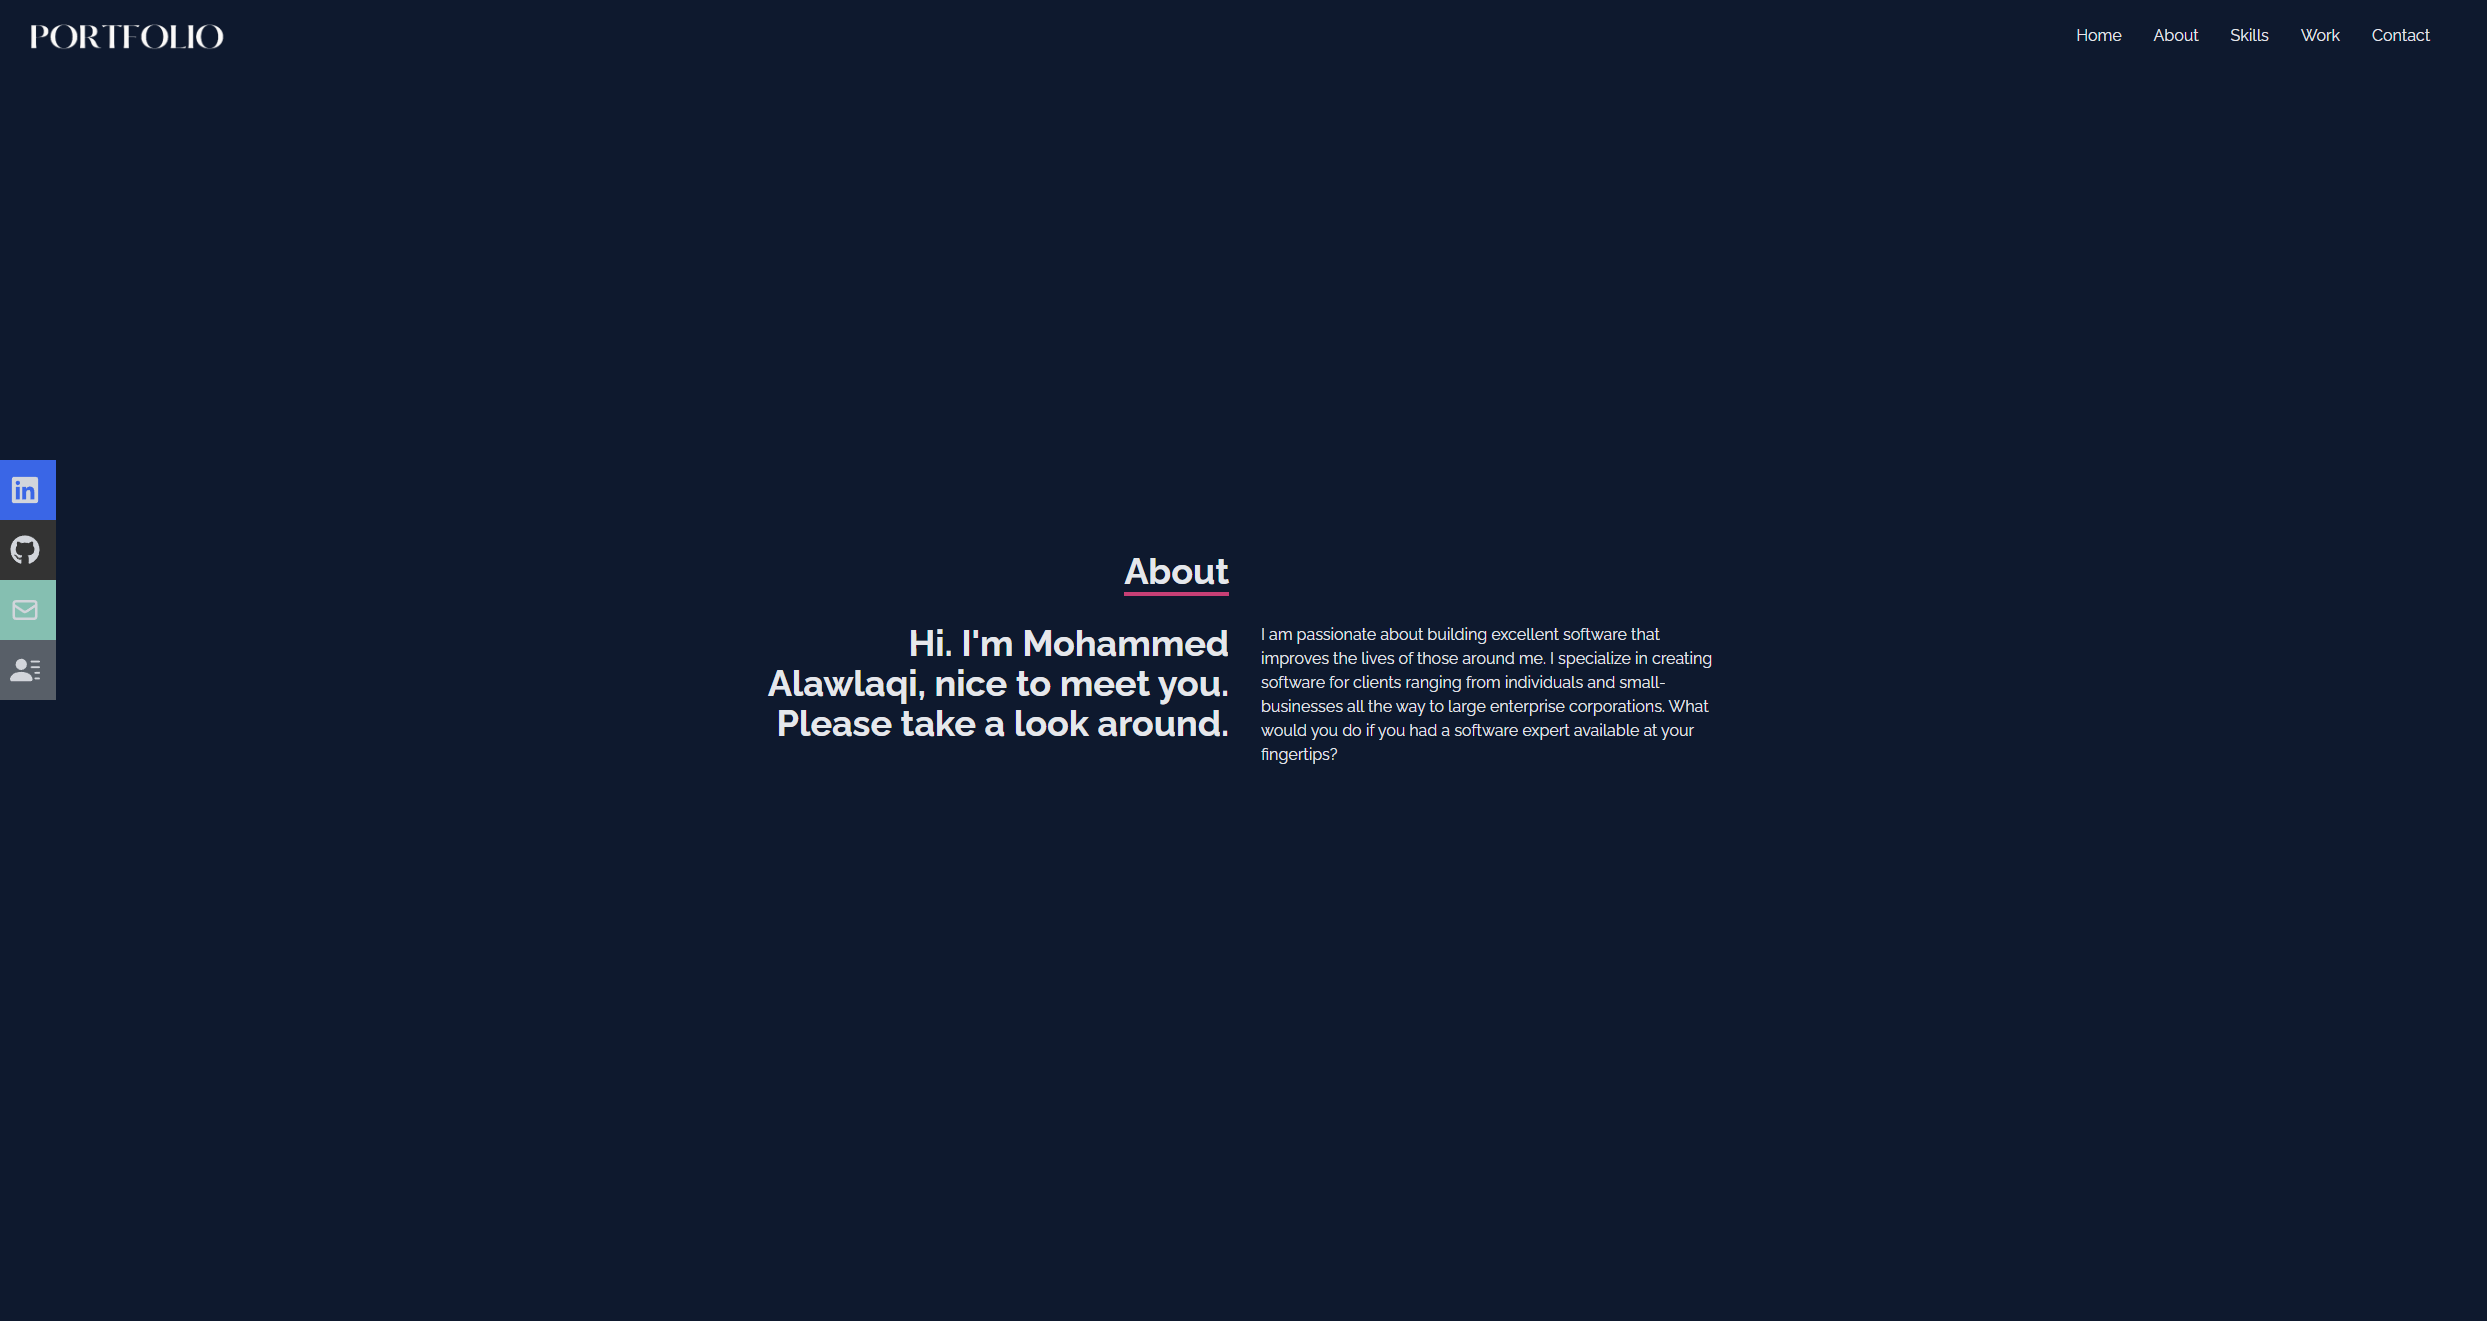 PORTFOLIO
Home
About
Skills
Work
Contact
in
About
Hi. I'm Mohammed
Alawlaqi, nice to meet you.
Please take a look around.
I am passionate about building excellent software that
improves the lives of those around me. I specialize in creating
software for clients ranging from individuals and small-
businesses all the way to large enterprise corporations. What
would you do if you had a software expert available at your
fingertips?